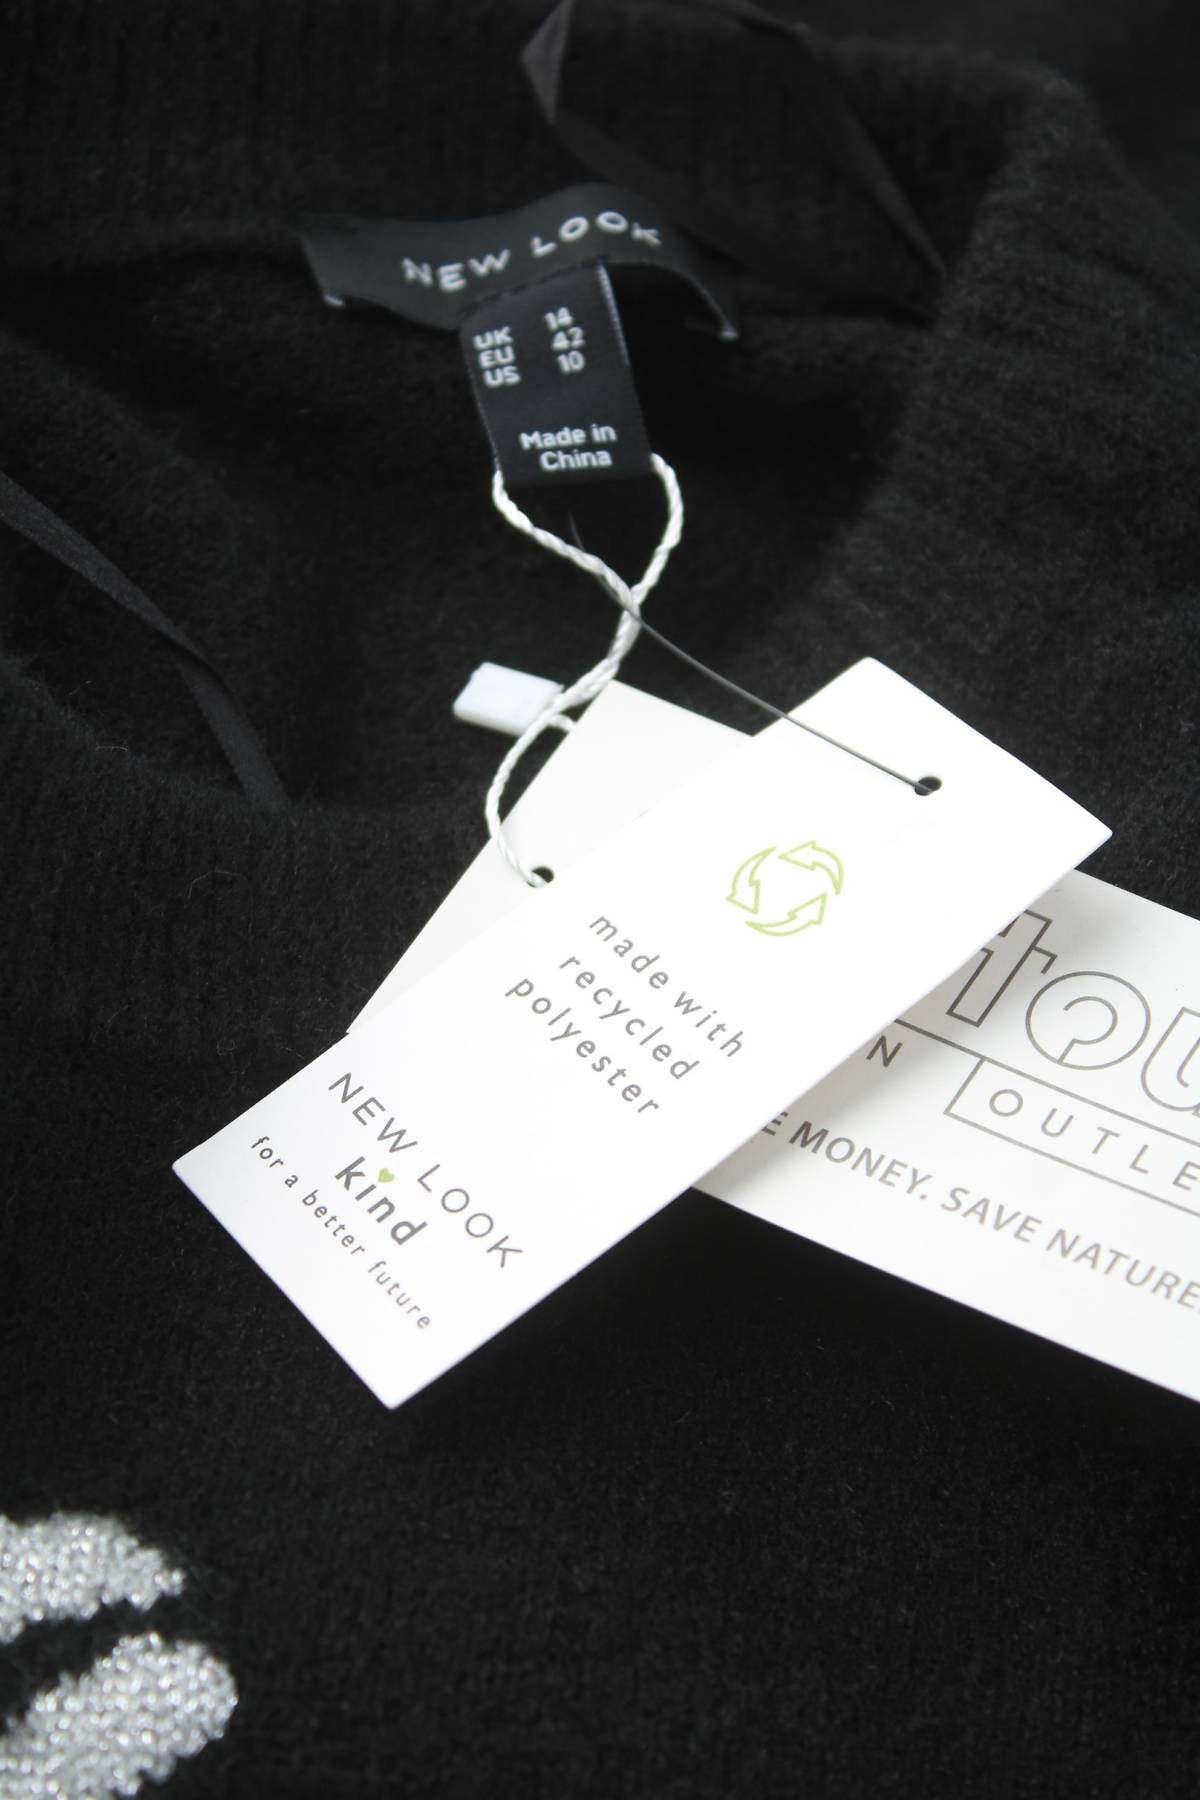 NEW LOOK
UK 14
EU 42
US 10
Made in
China
made with
recycled
polyester
NEW LOOK
kind
for a better future
OUTLE
MONEY. SAVE NATURE.